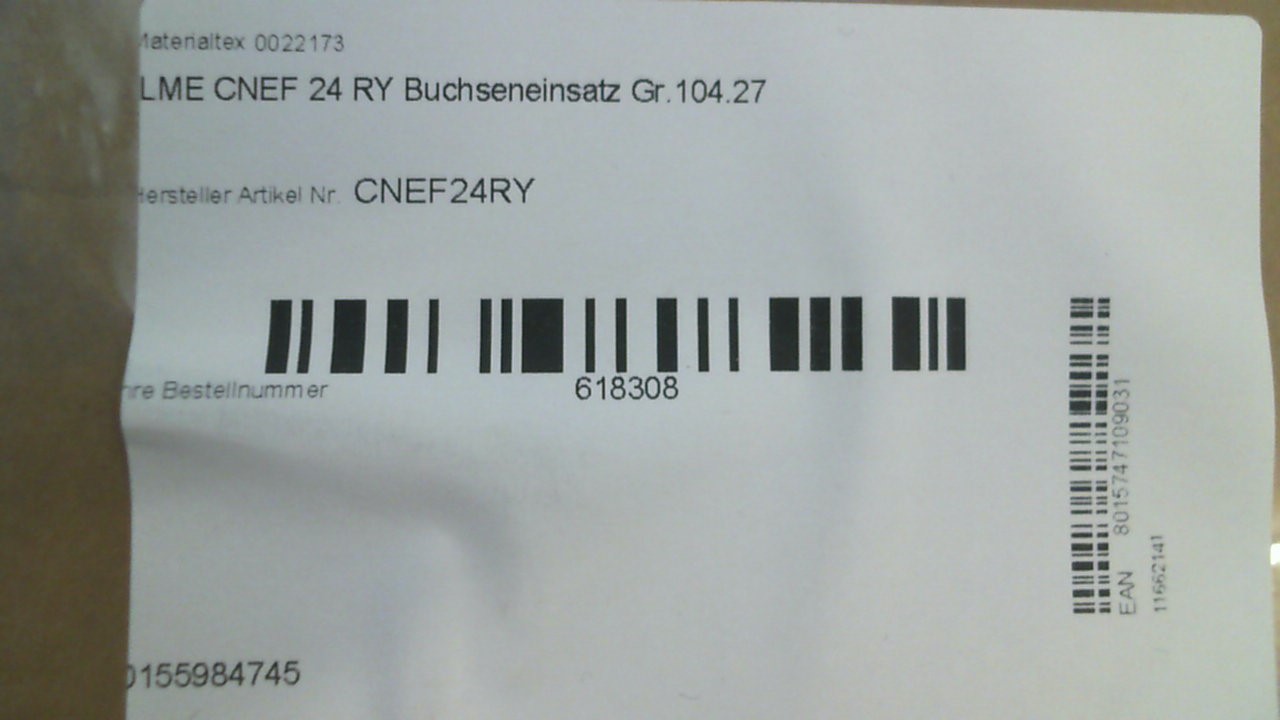 Materialtex 0022173
LME CNEF 24 RY Buchseneinsatz Gr.104.27
Hersteller Artikel Nr. CNEF24RY
618308
hre Bestellnummer
0155984745
EAN 8015747109031
11662141